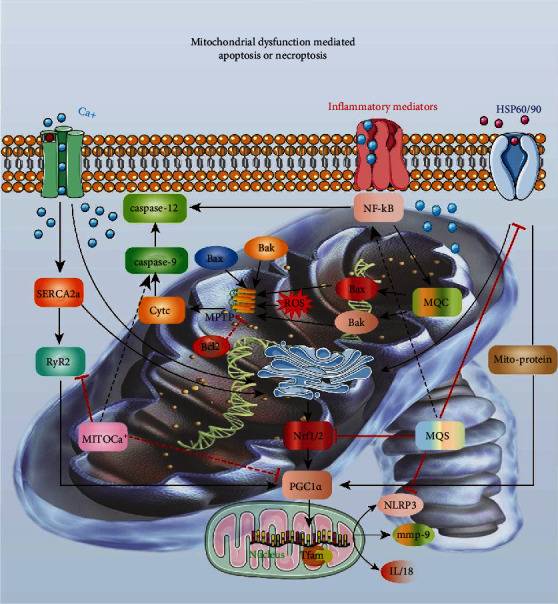 Mitochondrial dysfunction mediated
apoptosis or necroptosis
Ca+
Inflammatory mediators
HSP60/90
caspase-12
NF-kB
caspase-9
Bax
Bak
SERCA2a
Cytc
MPTP
ROS
Bax
MQC
Bak
Bcl2
RyR2
Mito-protein
MITOCa+
Nrf1/2
MQS
PGC1α
NLRP3
mmp-9
Nucleus
Tfam
IL/18